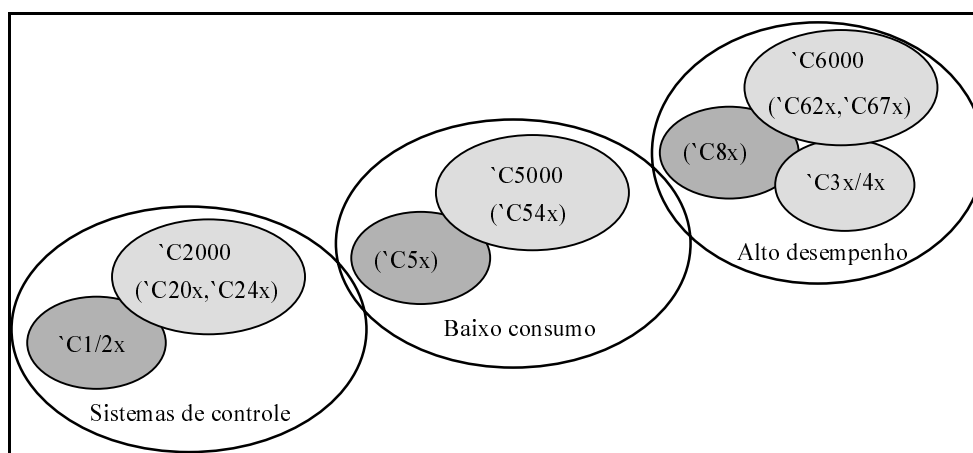 `C6000
(`C62x,`C67x)
(`C8x)
`C3x/4x
Alto desempenho
`C5000
(`C54x)
(`C5x)
Baixo consumo
`C2000
(`C20x,`C24x)
`C1/2x
Sistemas de controle